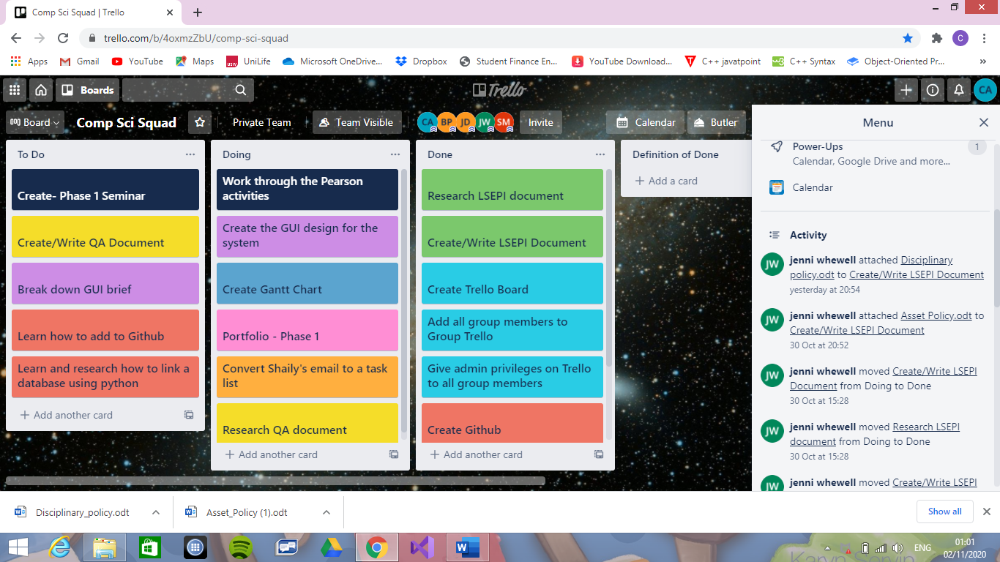 Comp Sci Squad | Trello
trello.com/b/4oxmzZbU/comp-sci-squad
C
Apps Gmail YouTube Maps UniLife Microsoft OneDrive... Dropbox Student Finance En... YouTube Download... C++ javatpoint C++ Syntax Object-Oriented Pr... »
Boards Trello CA
Board Comp Sci Squad Private Team Team Visible CA BP JD JW SM Invite Calendar Butler
Menu
To Do
Create- Phase 1 Seminar
Create/Write QA Document
Break down GUI brief
Learn how to add to Github
Learn and research how to link a
database using python
+ Add another card
Doing
Work through the Pearson
activities
Create the GUI design for the
system
Create Gantt Chart
Portfolio - Phase 1
Convert Shaily's email to a task
list
Research QA document
+ Add another card
Done
Research LSEPI document
Create/Write LSEPI Document
Create Trello Board
Add all group members to
Group Trello
Give admin privileges on Trello
to all group members
Create Github
+ Add another card
Definition of Done
+ Add a card
Power-Ups 1
Calendar, Google Drive and more...
Calendar
Activity
JW
jenni whewell attached Disciplinary
policy.odt to Create/Write LSEPI Document
yesterday at 20:54
JW
jenni whewell attached Asset Policy.odt to
Create/Write LSEPI Document
30 Oct at 20:52
JW
jenni whewell moved Create/Write LSEPI
Document from Doing to Done
30 Oct at 15:28
JW
jenni whewell moved Research LSEPI
document from Doing to Done
30 Oct at 15:28
JW
jenni whewell moved Create/Write LSEPI
Disciplinary_policy.odt Asset_Policy (1).odt Show all
ENG
01:01
02/11/2020